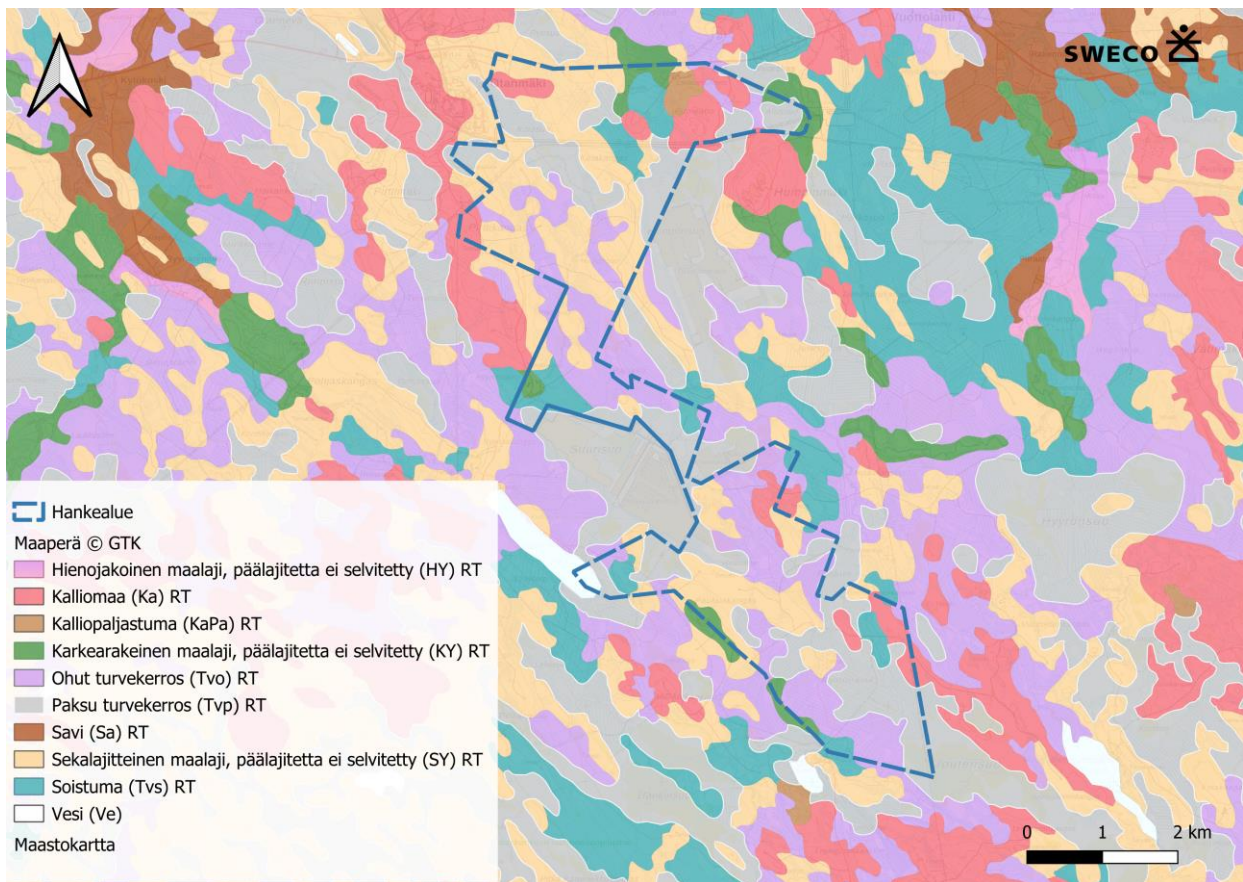 SWECO
Hankealue
Maaperä © GTK
Hienojakoinen maalaji, päälajitetta ei selvitetty (HY) RT
Kalliomaa (Ka) RT
Kalliopaljastuma (KaPa) RT
Karkearakeinen maalaji, päälajitetta ei selvitetty (KY) RT
Ohut turvekerros (Tvo) RT
Paksu turvekerros (Tvp) RT
Savi (Sa) RT
Sekalajitteinen maalaji, päälajitetta ei selvitetty (SY) RT
Soistuma (Tvs) RT
Vesi (Ve)
Maastokartta
0 1 2 km